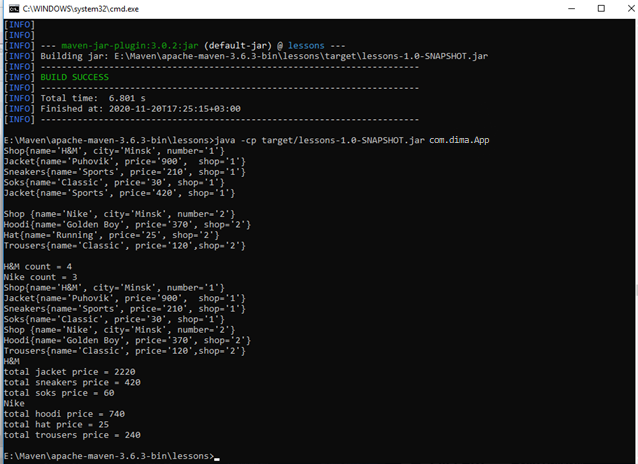 C:\WINDOWS\system32\cmd.exe
[INFO]
[INFO]
[INFO] --- maven-jar-plugin:3.0.2:jar (default-jar) @ lessons ---
[INFO] Building jar: E:\Maven\apache-maven-3.6.3-bin\lessons\target\lessons-1.0-SNAPSHOT.jar
[INFO] ------------------------------------------------------------------------
[INFO] BUILD SUCCESS
[INFO] ------------------------------------------------------------------------
[INFO] Total time:  6.801 s
[INFO] Finished at: 2020-11-20T17:25:15+03:00
[INFO] ------------------------------------------------------------------------
E:\Maven\apache-maven-3.6.3-bin\lessons>java -cp target/lessons-1.0-SNAPSHOT.jar com.dima.App
Shop{name='H&M', city='Minsk', number='1'}
Jacket{name='Puhovik', price='900',  shop='1'}
Sneakers{name='Sports', price='210', shop='1'}
Soks{name='Classic', price='30', shop='1'}
Jacket{name='Sports', price='420', shop='1'}
Shop {name='Nike', city='Minsk', number='2'}
Hoodi{name='Golden Boy', price='370', shop='2'}
Hat{name='Running', price='25', shop='2'}
Trousers{name='Classic', price='120',shop='2'}
H&M count = 4
Nike count = 3
Shop{name='H&M', city='Minsk', number='1'}
Jacket{name='Puhovik', price='900',  shop='1'}
Sneakers{name='Sports', price='210', shop='1'}
Soks{name='Classic', price='30', shop='1'}
Shop {name='Nike', city='Minsk', number='2'}
Hoodi{name='Golden Boy', price='370', shop='2'}
Trousers{name='Classic', price='120',shop='2'}
H&M
total jacket price = 2220
total sneakers price = 420
total soks price = 60
Nike
total hoodi price = 740
total hat price = 25
total trousers price = 240
E:\Maven\apache-maven-3.6.3-bin\lessons>